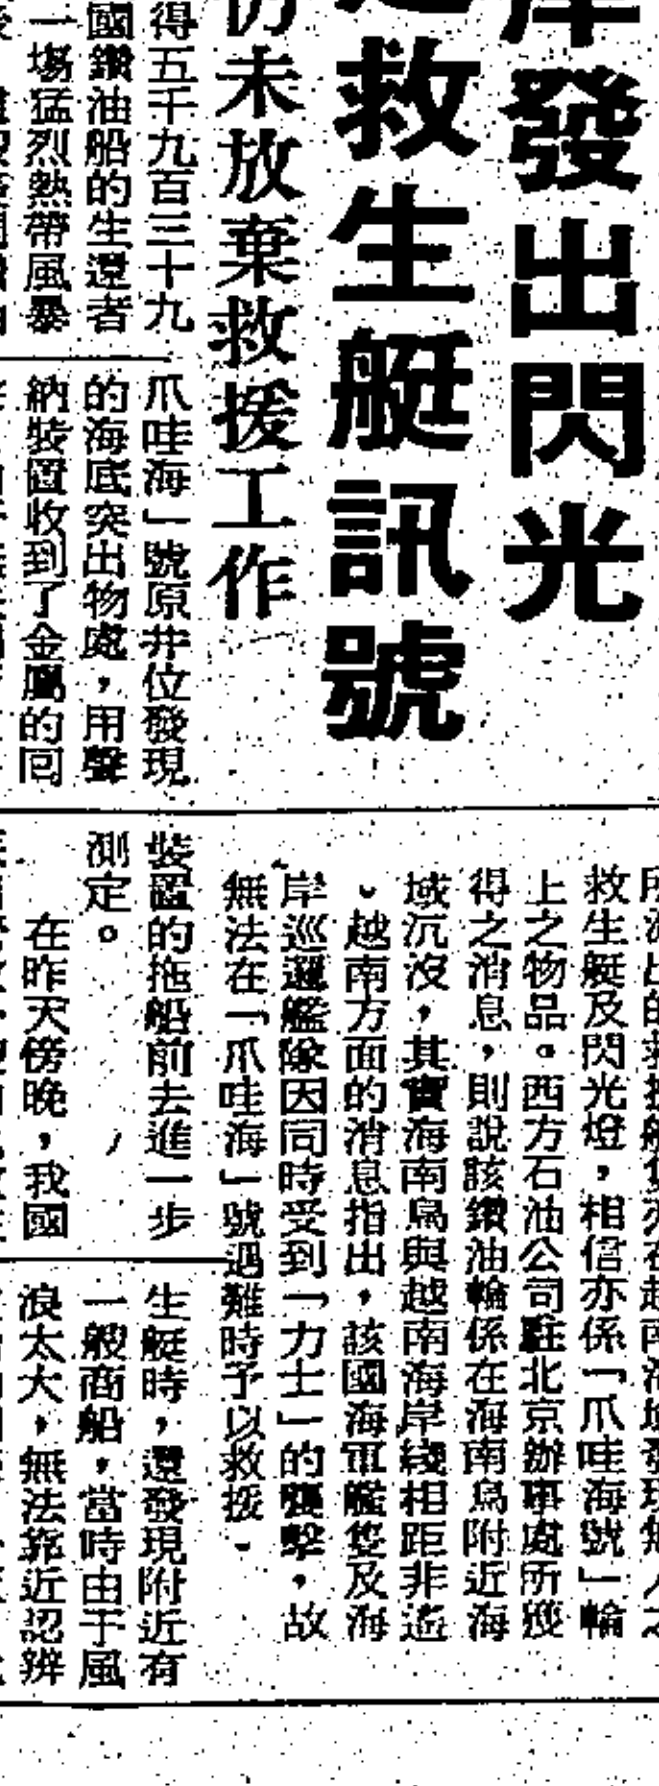 岸發出閃光
救生艇訊號
仍未放棄救援工作
得五千九百三十九
國鑽油船的生還者
一場猛烈熱帶風暴
爪哇海」號原井位發現
的海底突出物處，用聲
納裝置收到了金屬的回
救生艇及閃光燈，相信亦係「爪哇海號」輪
上之物品。西方石油公司駐北京辦事處所獲
得之消息，則說該鑽油輪係在海南島附近海
域沉沒，其實海南島與越南海岸綫相距非遙
。越南方面的消息指出，該國海軍艦隻及海
岸巡邏艦隊因同時受到「力士」的襲擊，故
無法在「爪哇海」號遇難時予以救援。
裝置的拖船前去進一步
測定。
在昨天傍晚，我國
生艇時，還發現附近有
一艘商船，當時由于風
浪太大，無法靠近認辨